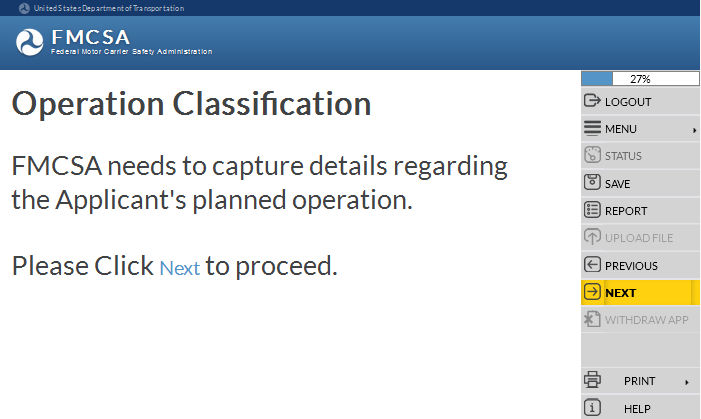 United States Department of Transportation
FMCSA
Federal Motor Carrier Safety Administration
Operation Classification
FMCSA needs to capture details regarding
the Applicant's planned operation.
Please Click Next to proceed.
27%
LOGOUT
MENU
STATUS
SAVE
REPORT
UPLOAD FILE
PREVIOUS
NEXT
WITHDRAW APP
PRINT
HELP